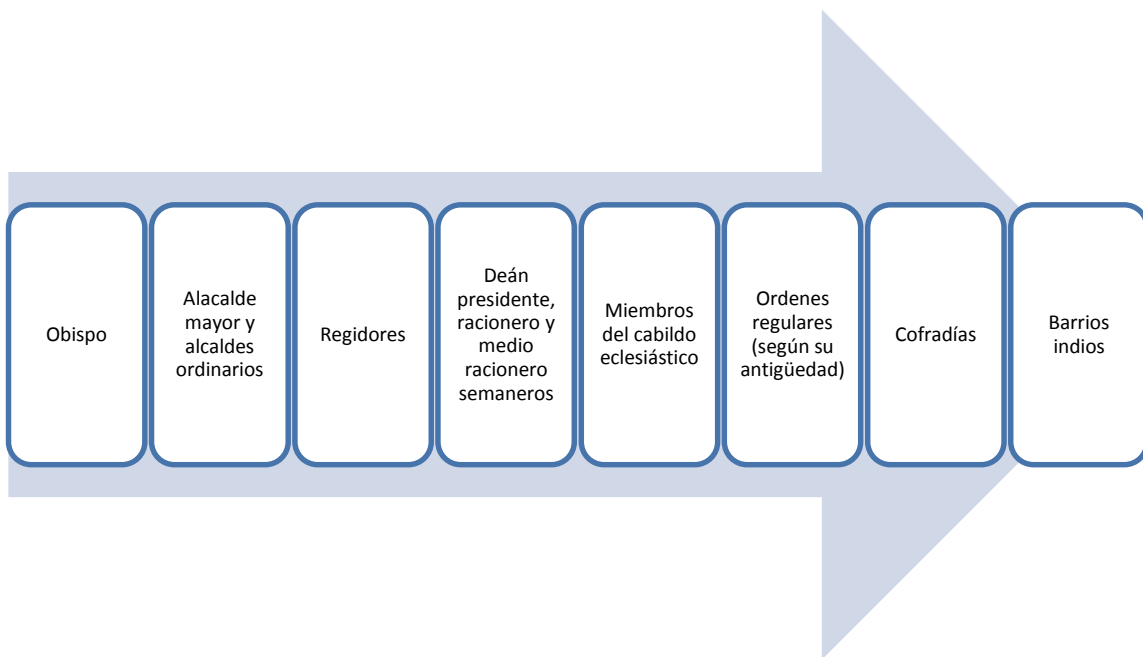 Obispo
Alacalde
mayor y
alcaldes
ordinarios
Regidores
Deán
presidente,
racionero y
medio
racionero
semaneros
Miembros
del cabildo
eclesiástico
Ordenes
regulares
(según su
antigüedad)
Cofradías
Barrios
indios